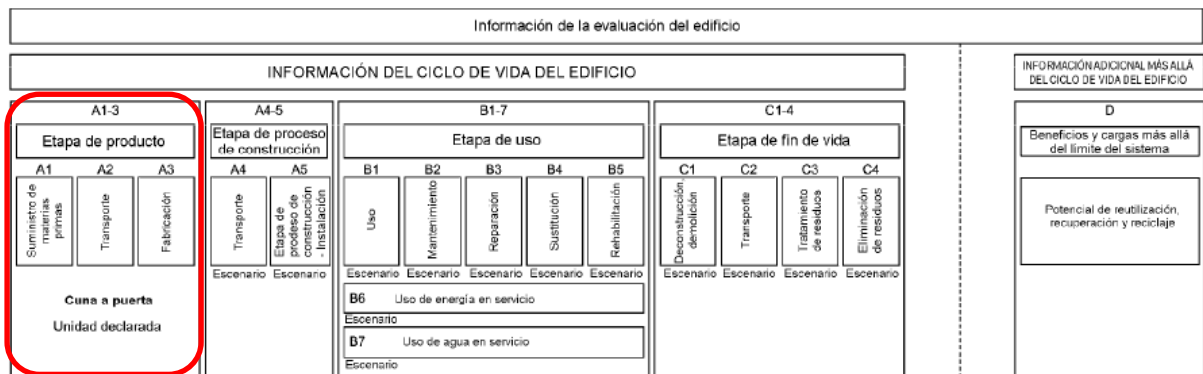 Información de la evaluación del edificio
INFORMACIÓN DEL CICLO DE VIDA DEL EDIFICIO
INFORMACIÓN ADICIONAL MÁS ALLÁ
DEL CICLO DE VIDA DEL EDIFICIO
A1-3
Etapa de producto
A1
A2
A3
Suministro de
materias
primas
Transporte
Fabricación
Cuna a puerta
Unidad declarada
A4-5
Etapa de proceso
de construcción
A4
A5
Transporte
Etapa de
prodeso de
construcción
- Instalación
Escenario
Escenario
B1-7
Etapa de uso
B1
B2
B3
B4
B5
Uso
Mantenimiento
Reparación
Sustitución
Rehabilitación
Escenario
Escenario
Escenario
Escenario
Escenario
B6 Uso de energía en servicio
Escenario
B7 Uso de agua en servicio
Escenario
C1-4
Etapa de fin de vida
C1
C2
C3
C4
Deconstrucción,
demolición
Transporte
Tratamiento
de residuos
Eliminación
de residuos
Escenario
Escenario
Escenario
Escenario
D
Beneficios y cargas más allá
del límite del sistema
Potencial de reutilización,
recuperación y reciclaje